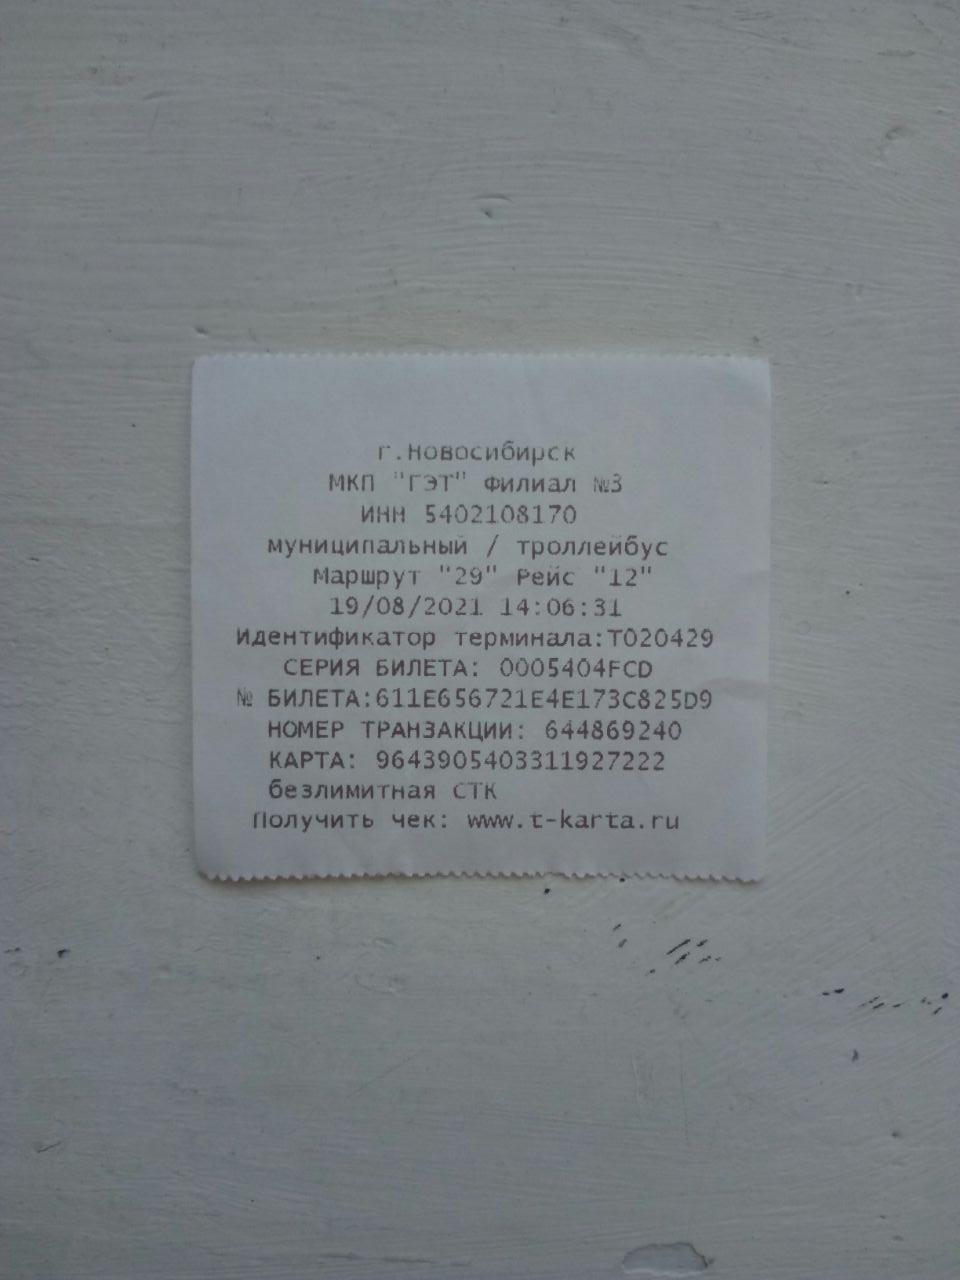 г.Новосибирск
МКП "ГЭТ" Филиал №3
ИНН 5402108170
муниципальный / троллейбус
Маршрут "29" Рейс "12"
19/08/2021 14:06:31
Идентификатор терминала:T020429
СЕРИЯ БИЛЕТА: 0005404FCD
№ БИЛЕТА:611E656721E4E173C825D9
НОМЕР ТРАНЗАКЦИИ: 644869240
КАРТА: 9643905403311927222
безлимитная СТК
Получить чек: www.t-karta.ru